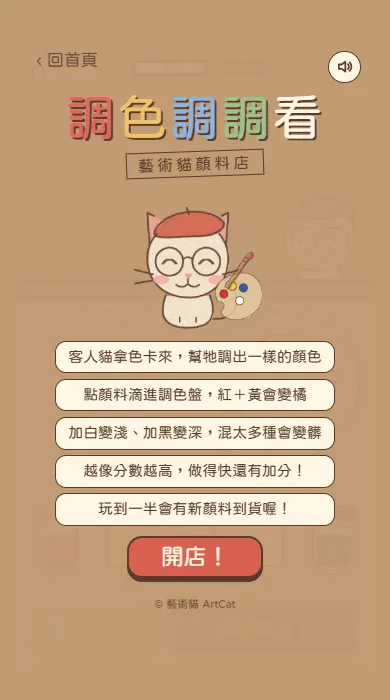 ‹ 回首頁
調色調調看
藝術貓顏料店
客人貓拿色卡來，幫牠調出一樣的顏色
點顏料滴進調色盤，紅＋黃會變橘
加白變淺、加黑變深，混太多種會變髒
越像分數越高，做得快還有加分！
玩到一半會有新顏料到貨喔！
開店！
© 藝術貓 ArtCat